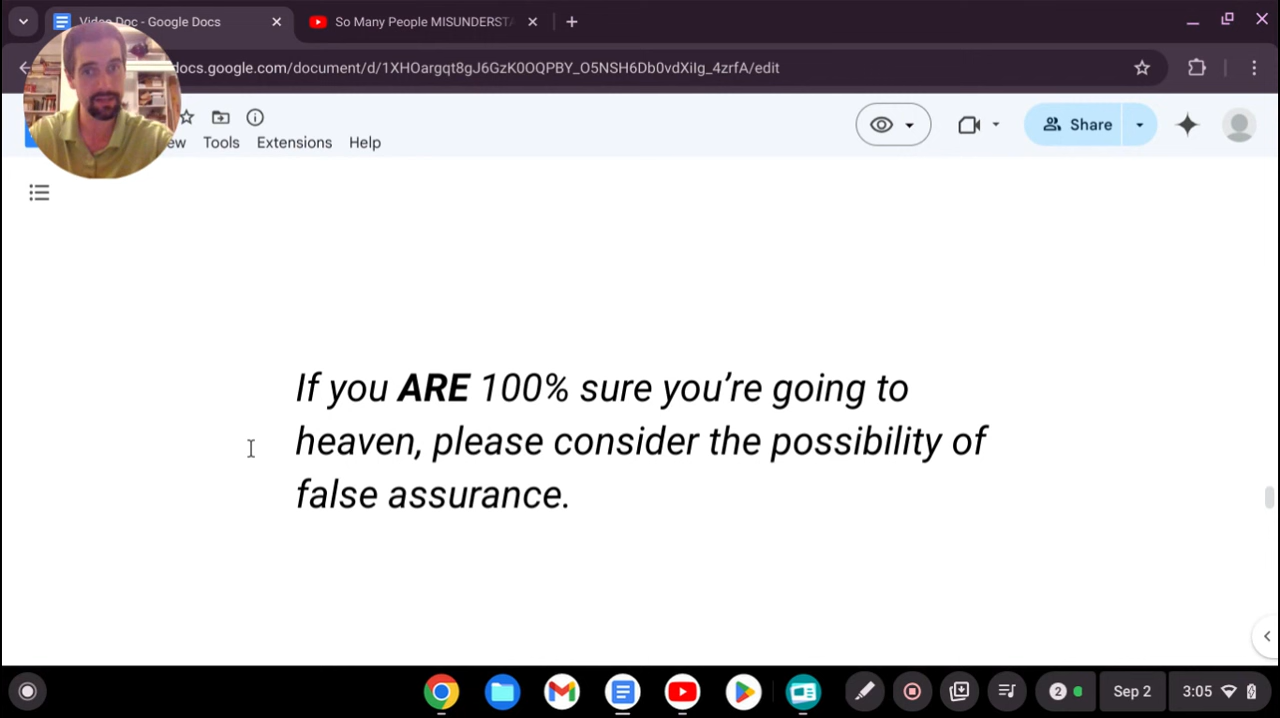 Video Doc - Google Docs
So Many People MISUNDERST
docs.google.com/document/d/1XHOargqt8gJ6GzK0OQPBY_O5NSH6Db0vdXiIg_4zrfA/edit
Tools Extensions Help
Share
If you ARE 100% sure you’re going to
heaven, please consider the possibility of
false assurance.
2 Sep 2 3:05